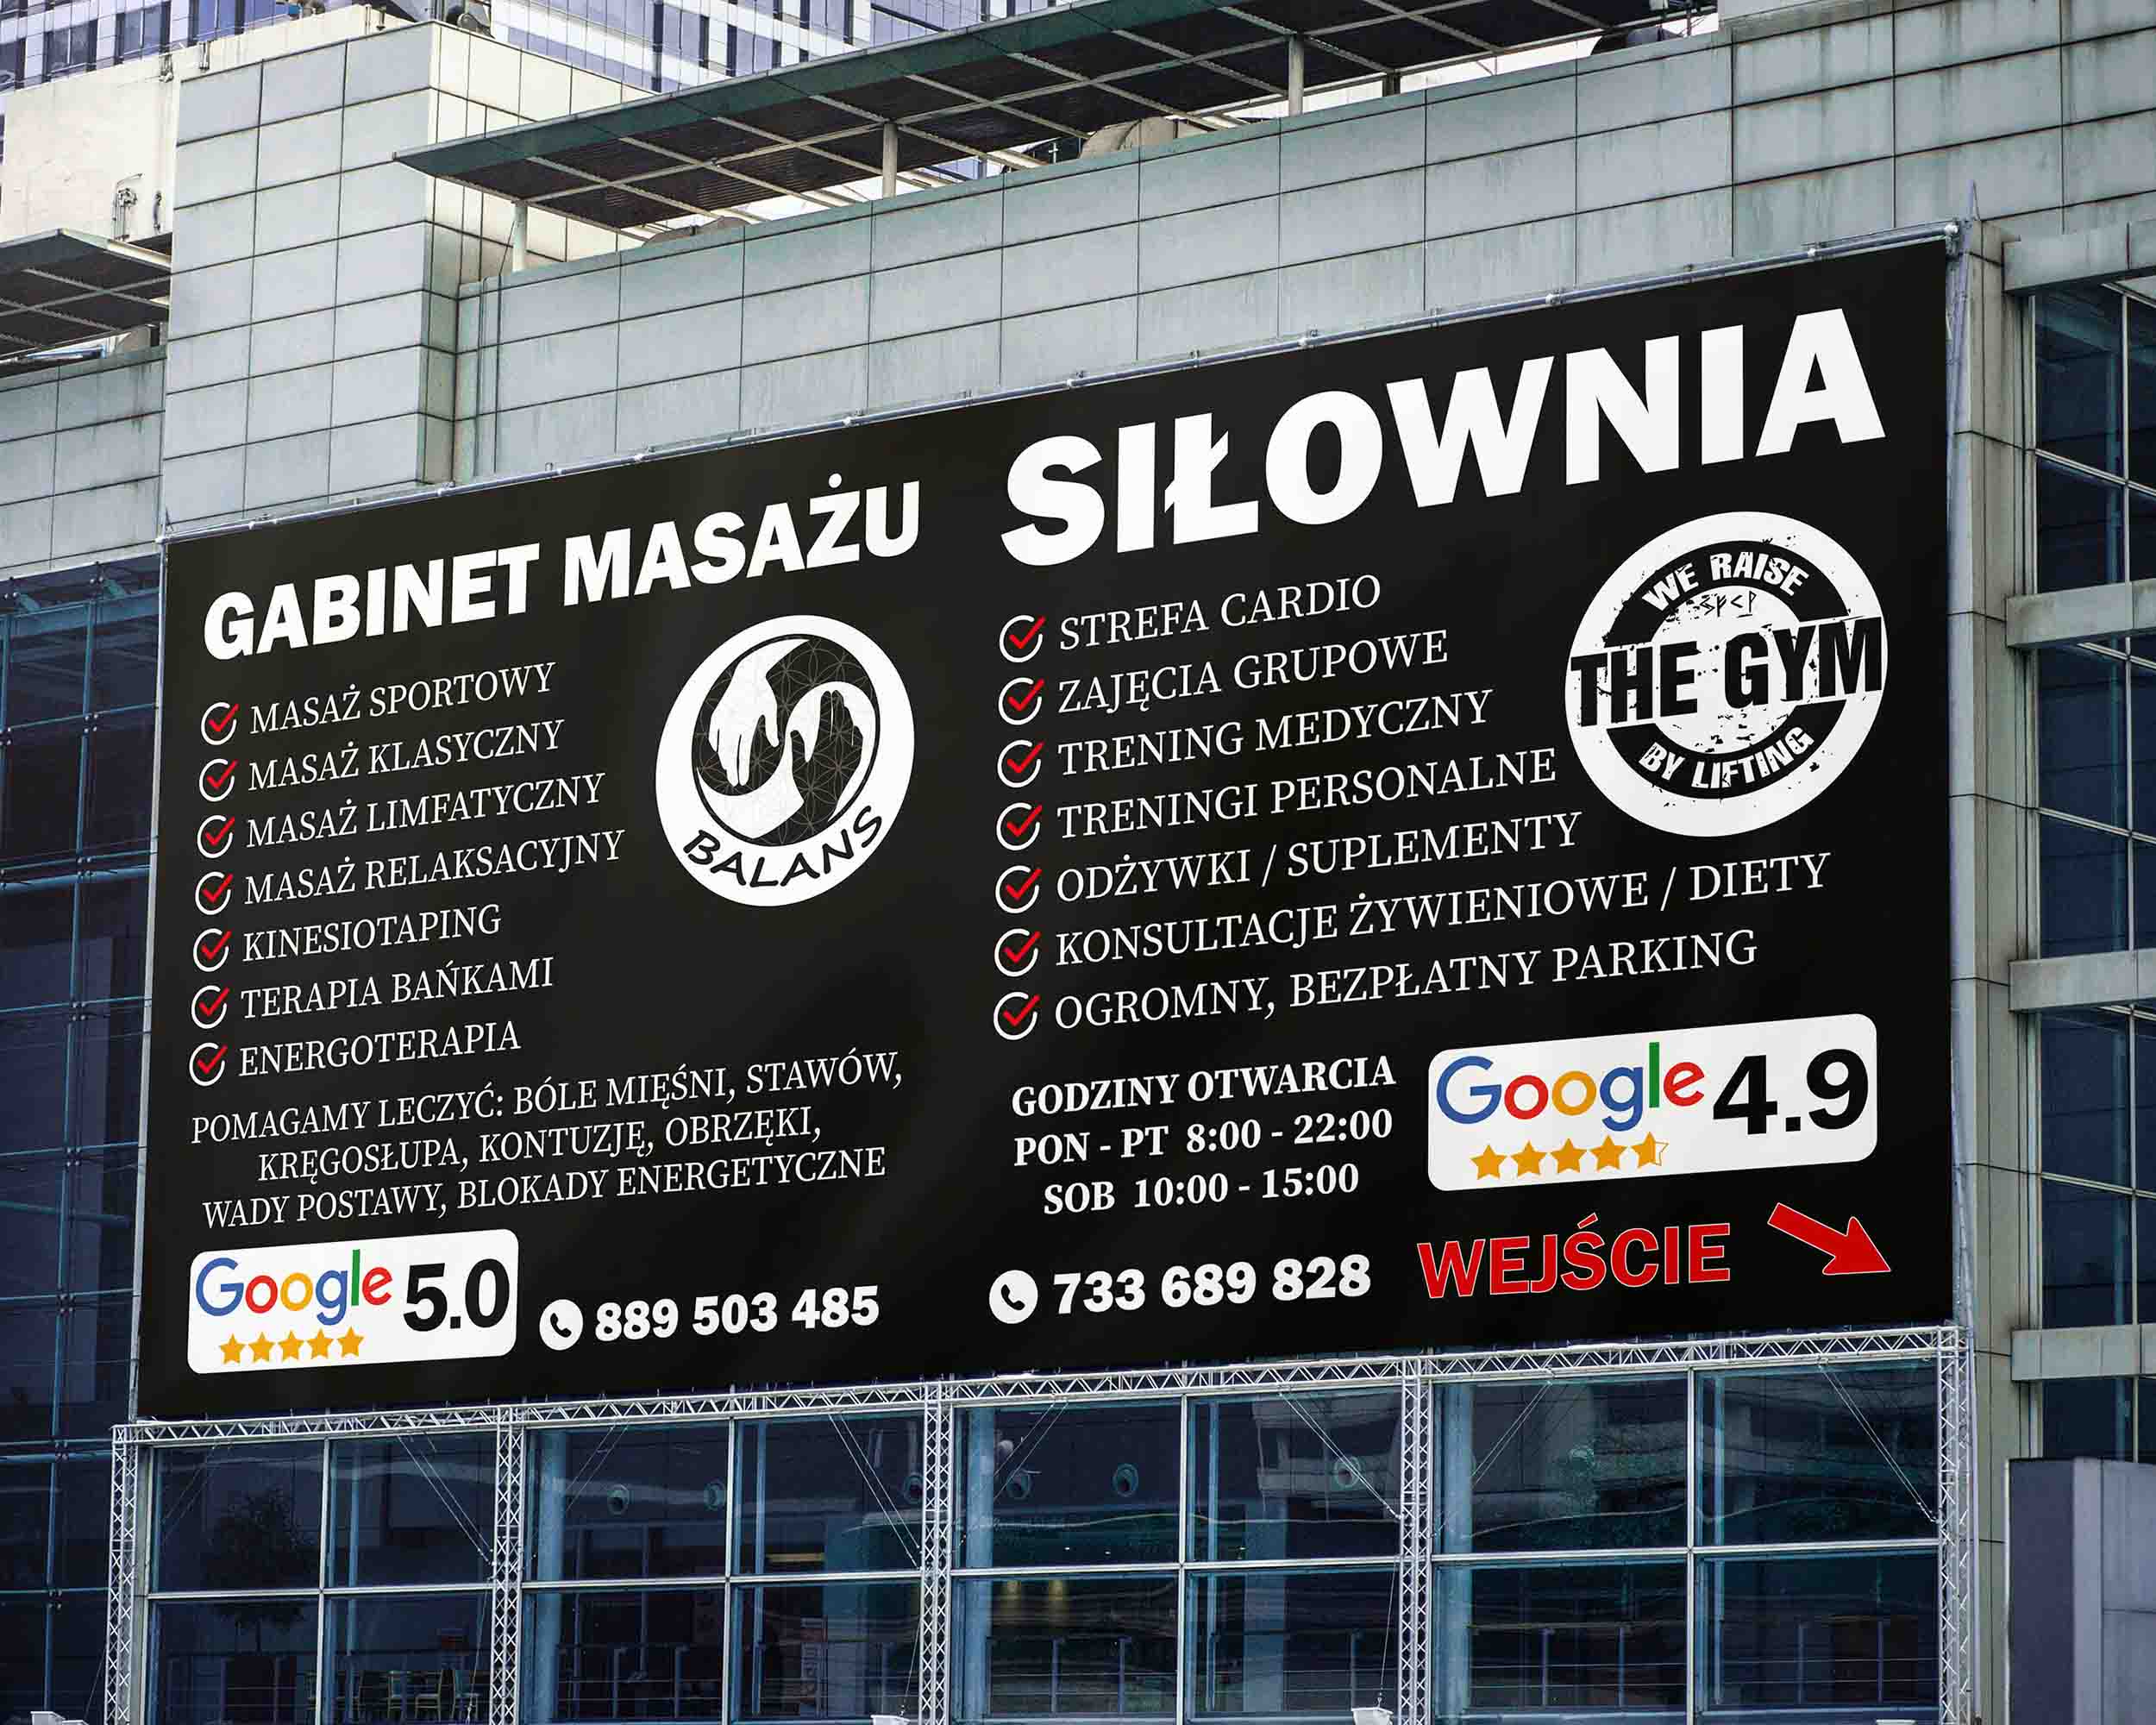 GABINET MASAŻU
MASAŻ SPORTOWY
MASAŻ KLASYCZNY
MASAŻ LIMFATYCZNY
MASAŻ RELAKSACYJNY
KINESIOTAPING
TERAPIA BAŃKAMI
ENERGOTERAPIA
BALANS
POMAGAMY LECZYĆ: BÓLE MIĘŚNI, STAWÓW,
KRĘGOSŁUPA, KONTUZJĘ, OBRZĘKI,
WADY POSTAWY, BLOKADY ENERGETYCZNE
Google 5.0
889 503 485
SIŁOWNIA
STREFA CARDIO
ZAJĘCIA GRUPOWE
TRENING MEDYCZNY
TRENINGI PERSONALNE
ODŻYWKI / SUPLEMENTY
KONSULTACJE ŻYWIENIOWE / DIETY
OGROMNY, BEZPŁATNY PARKING
WE RAISE
THE GYM
BY LIFTING
GODZINY OTWARCIA
PON - PT 8:00 - 22:00
SOB 10:00 - 15:00
Google 4.9
733 689 828
WEJŚCIE